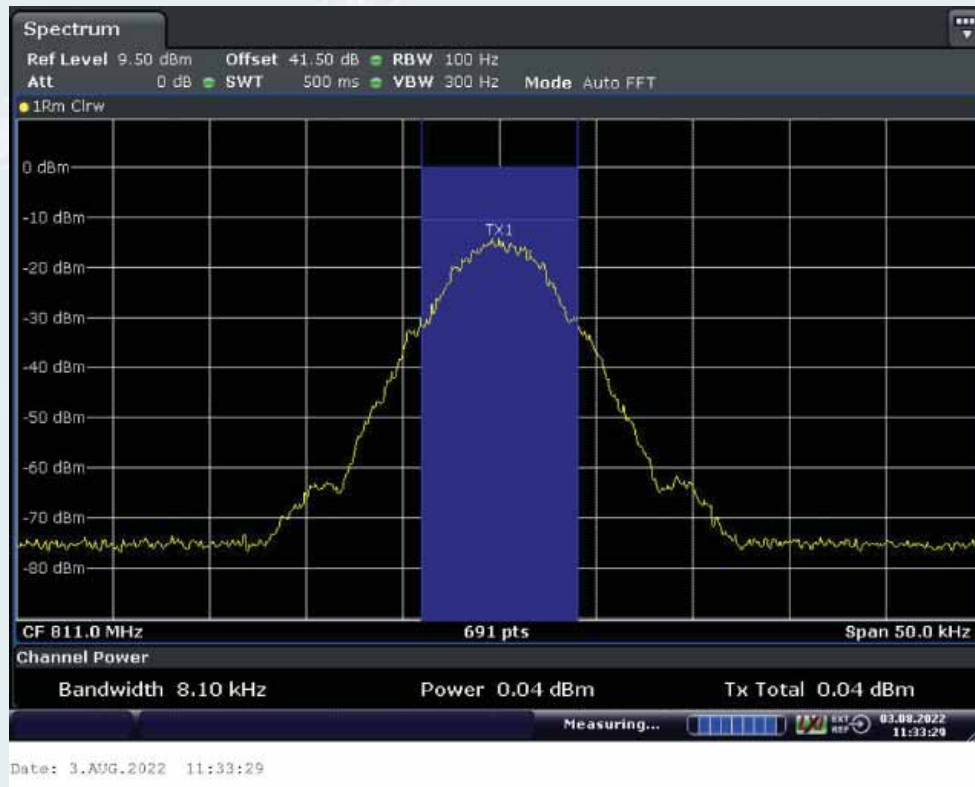 Spectrum
Ref Level 9.50 dBm Offset 41.50 dB RBW 100 Hz
Att 0 dB SWT 500 ms VBW 300 Hz Mode Auto FFT
1Rm Clrw
0 dBm
-10 dBm
TX1
-20 dBm
-30 dBm
-40 dBm
-50 dBm
-60 dBm
-70 dBm
-80 dBm
CF 811.0 MHz 691 pts Span 50.0 kHz
Channel Power
Bandwidth 8.10 kHz Power 0.04 dBm Tx Total 0.04 dBm
Measuring... EXT REF 03.08.2022
11:33:29
Date: 3.AUG.2022 11:33:29